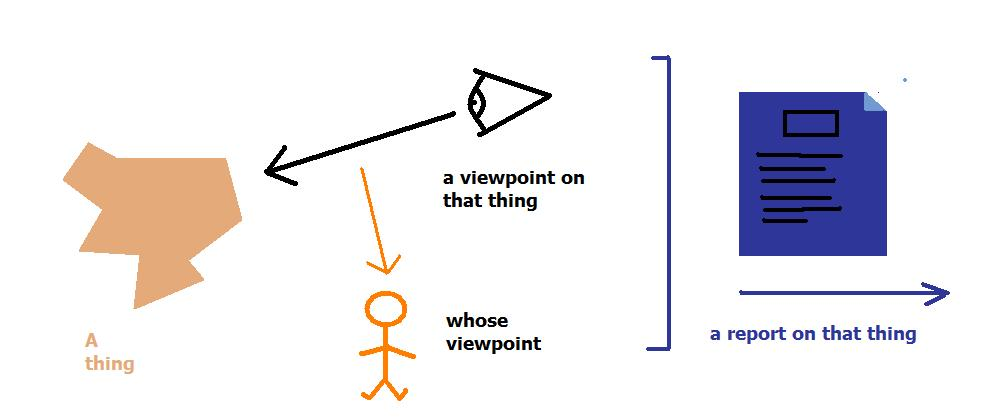 a viewpoint on
that thing
A
thing
whose
viewpoint
a report on that thing